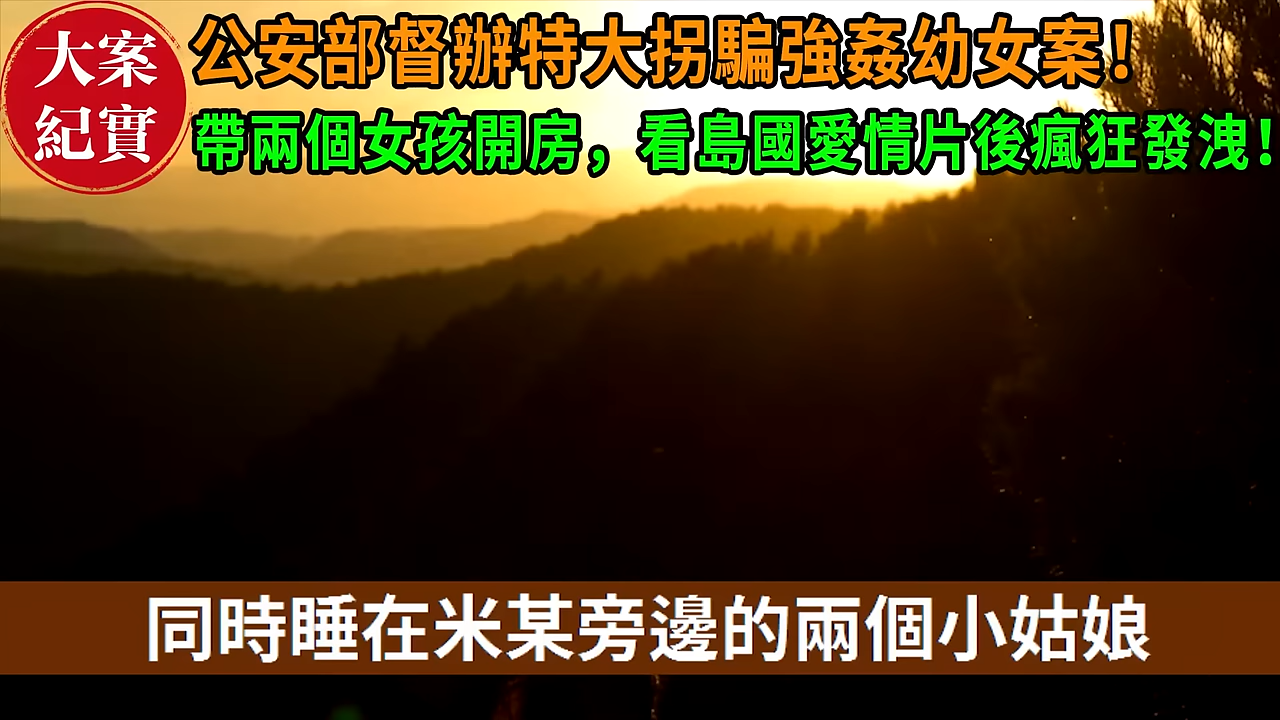 大案
紀實
公安部督辦特大拐騙強姦幼女案！
帶兩個女孩開房，看島國愛情片後瘋狂發洩！
同時睡在米某旁邊的兩個小姑娘